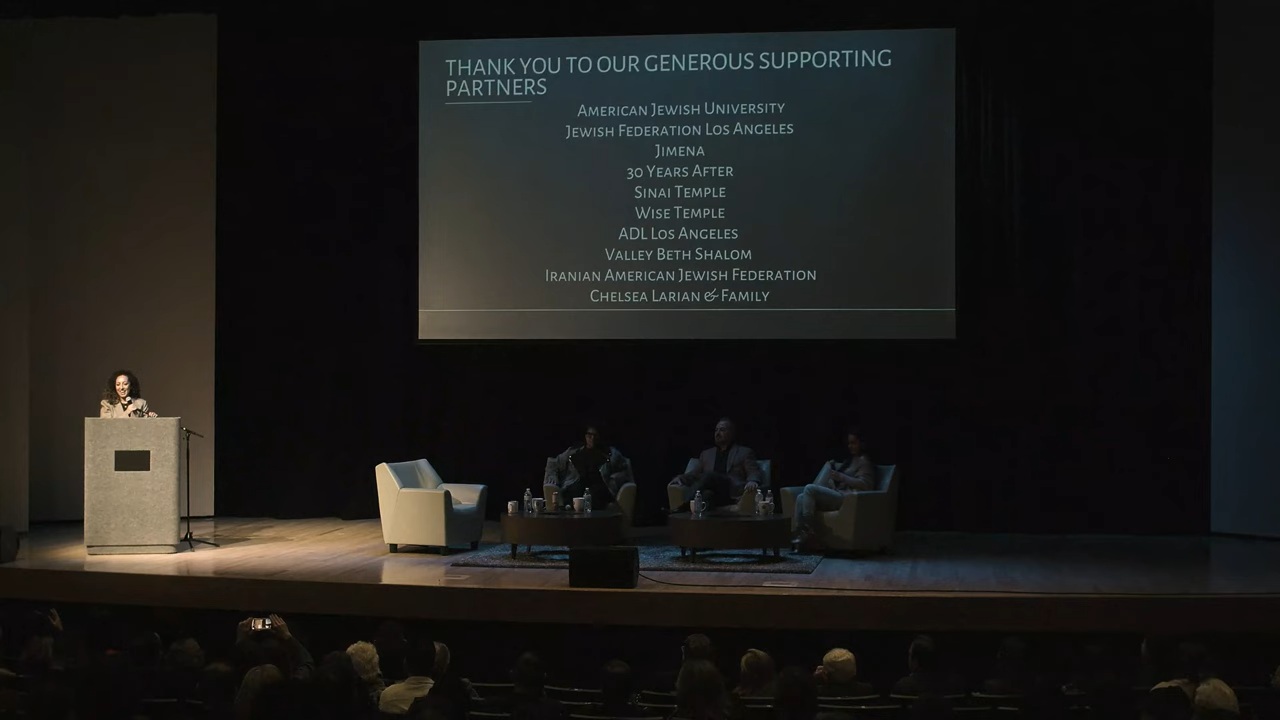 THANK YOU TO OUR GENEROUS SUPPORTING
PARTNERS
AMERICAN JEWISH UNIVERSITY
JEWISH FEDERATION LOS ANGELES
JIMENA
30 YEARS AFTER
SINAI TEMPLE
WISE TEMPLE
ADL LOS ANGELES
VALLEY BETH SHALOM
IRANIAN AMERICAN JEWISH FEDERATION
CHELSEA LARIAN & FAMILY